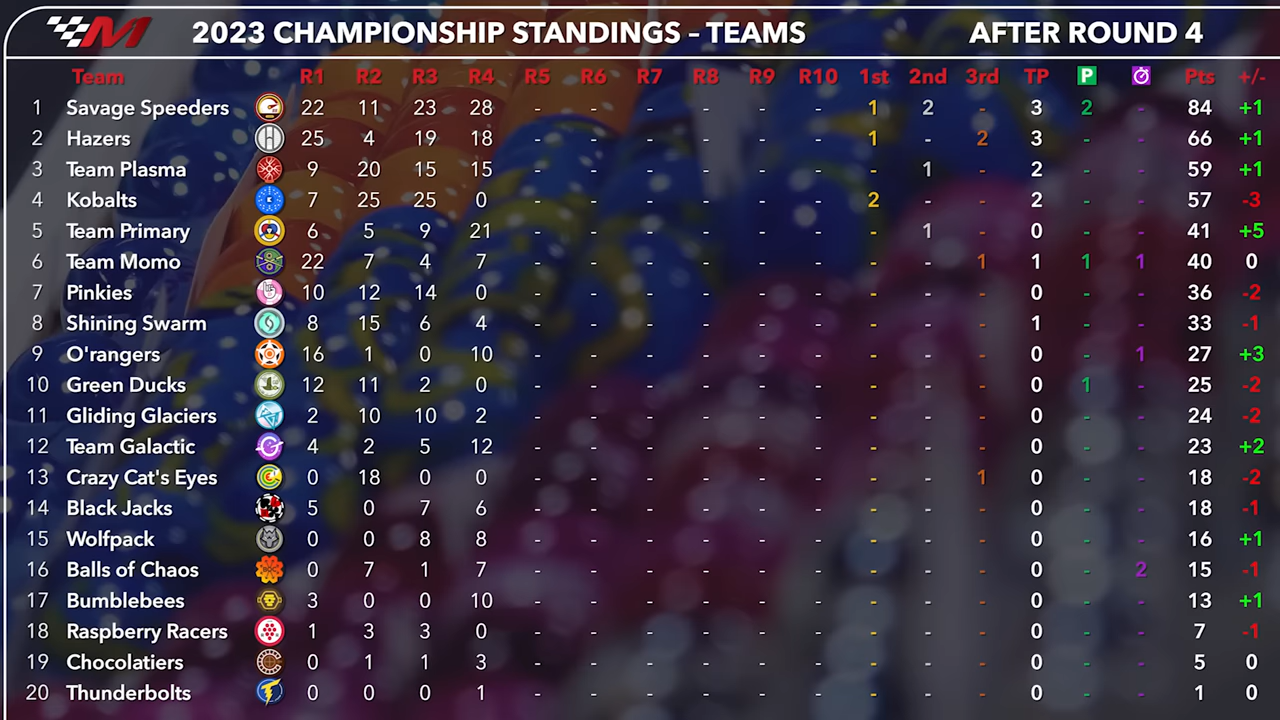 M 2023 CHAMPIONSHIP STANDINGS – TEAMS AFTER ROUND 4
Team R1 R2 R3 R4 R5 R6 R7 R8 R9 R10 1st 2nd 3rd TP P Pts +/-
1 Savage Speeders 22 11 23 28 - - - - - - 1 2 - 3 2 - 84 +1
2 Hazers 25 4 19 18 - - - - - - 1 - 2 3 - - 66 +1
3 Team Plasma 9 20 15 15 - - - - - - - 1 - 2 - - 59 +1
4 Kobalts 7 25 25 0 - - - - - - 2 - - 2 - - 57 -3
5 Team Primary 6 5 9 21 - - - - - - - 1 - 0 - - 41 +5
6 Team Momo 22 7 4 7 - - - - - - - - 1 1 1 1 40 0
7 Pinkies 10 12 14 0 - - - - - - - - - 0 - - 36 -2
8 Shining Swarm 8 15 6 4 - - - - - - - - - 1 - - 33 -1
9 O'rangers 16 1 0 10 - - - - - - - - - 0 - 1 27 +3
10 Green Ducks 12 11 2 0 - - - - - - - - - 0 1 - 25 -2
11 Gliding Glaciers 2 10 10 2 - - - - - - - - - 0 - - 24 -2
12 Team Galactic 4 2 5 12 - - - - - - - - - 0 - - 23 +2
13 Crazy Cat's Eyes 0 18 0 0 - - - - - - - - 1 0 - - 18 -2
14 Black Jacks 5 0 7 6 - - - - - - - - - 0 - - 18 -1
15 Wolfpack 0 0 8 8 - - - - - - - - - 0 - - 16 +1
16 Balls of Chaos 0 7 1 7 - - - - - - - - - 0 - 2 15 -1
17 Bumblebees 3 0 0 10 - - - - - - - - - 0 - - 13 +1
18 Raspberry Racers 1 3 3 0 - - - - - - - - - 0 - - 7 -1
19 Chocolatiers 0 1 1 3 - - - - - - - - - 0 - - 5 0
20 Thunderbolts 0 0 0 1 - - - - - - - - - 0 - - 1 0